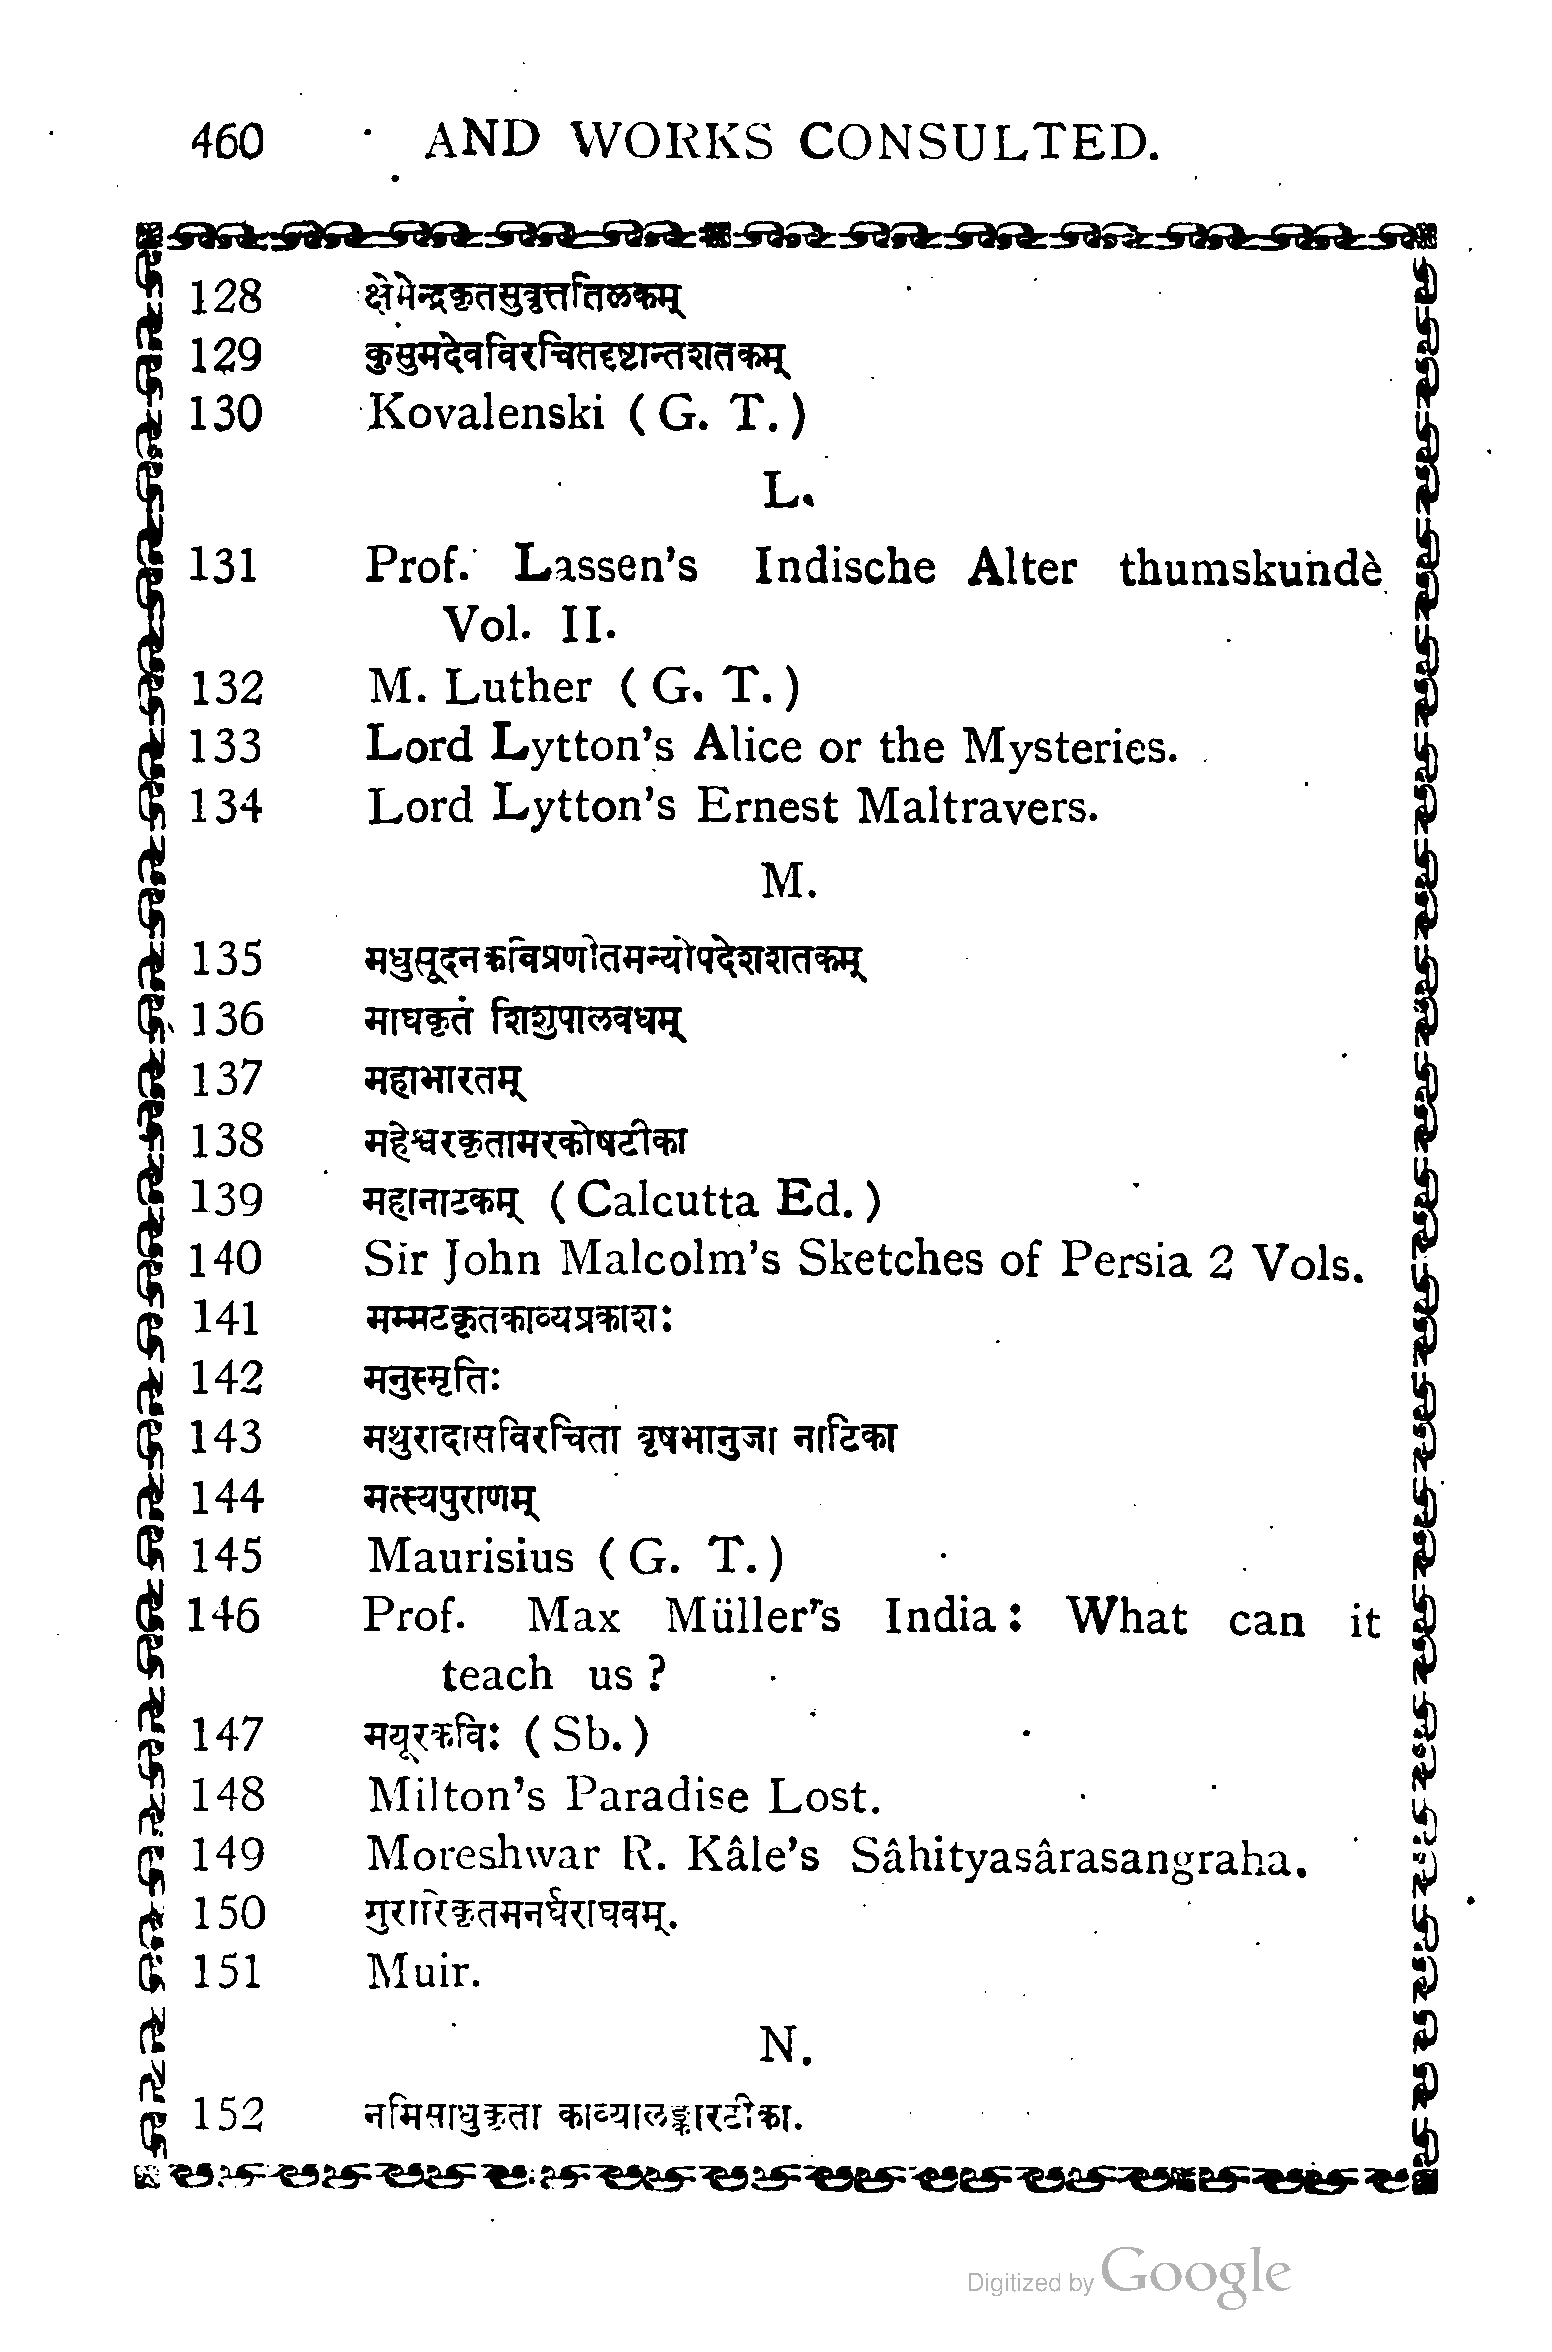 460 AND WORKS CONSULTED.
128 क्षेमेन्द्रकृतसुवृत्ततिलकम्
129 कुसुमदेवविरचितदृष्टान्तशतकम्
130 Kovalenski ( G. T. )
L.
131 Prof. Lassen's Indische Alter thumskundè
Vol. II.
132 M. Luther ( G. T. )
133 Lord Lytton's Alice or the Mysteries.
134 Lord Lytton's Ernest Maltravers.
M.
135 मधुसूदनकविप्रणीतमन्योपदेशशतकम्
136 माघकृतं शिशुपालवधम्
137 महाभारतम्
138 महेश्वरकृतामरकोषटीका
139 महानाटकम् ( Calcutta Ed. )
140 Sir John Malcolm's Sketches of Persia 2 Vols.
141 मम्मटकृतकाव्यप्रकाशः
142 मनुस्मृतिः
143 मथुरादासविरचिता वृषभानुजा नाटिका
144 मत्स्यपुराणम्
145 Maurisius ( G. T. )
146 Prof. Max Müller's India : What can it
teach us ?
147 मयूरकविः ( Sb. )
148 Milton's Paradise Lost.
149 Moreshwar R. Kâle's Sâhityasârasangraha.
150 मुरारिकृतमनर्घराघवम्.
151 Muir.
N.
152 नमिसाधुकृता काव्यालङ्कारटीका.
Digitized by Google